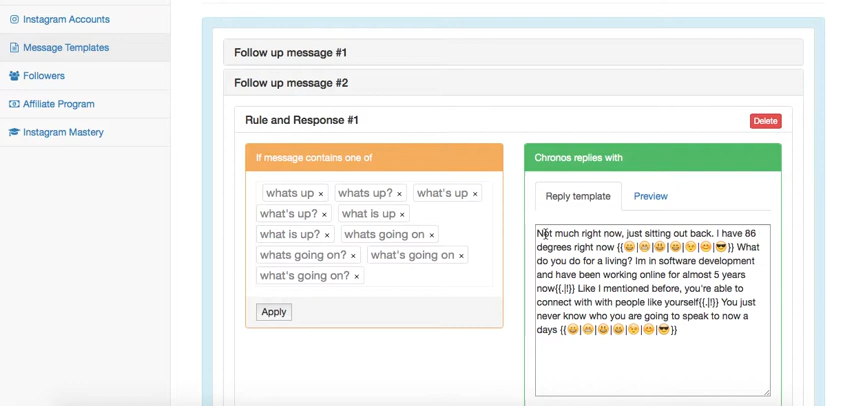 Instagram Accounts
Message Templates
Followers
Affiliate Program
Instagram Mastery
Follow up message #1
Follow up message #2
Rule and Response #1
Delete
If message contains one of
whats up × whats up? × what's up ×
what's up? × what is up ×
what is up? × whats going on ×
whats going on? × what's going on ×
what's going on? ×
Apply
Chronos replies with
Reply template Preview
Not much right now, just sitting out back. I have 86
degrees right now {{😀|😁|😃|😄|😉|😊|😎}} What
do you do for a living? Im in software development
and have been working online for almost 5 years
now{{.|!}} Like I mentioned before, you're able to
connect with with people like yourself{{.|!}} You just
never know who you are going to speak to now a
days {{😀|😁|😃|😄|😉|😊|😎}}